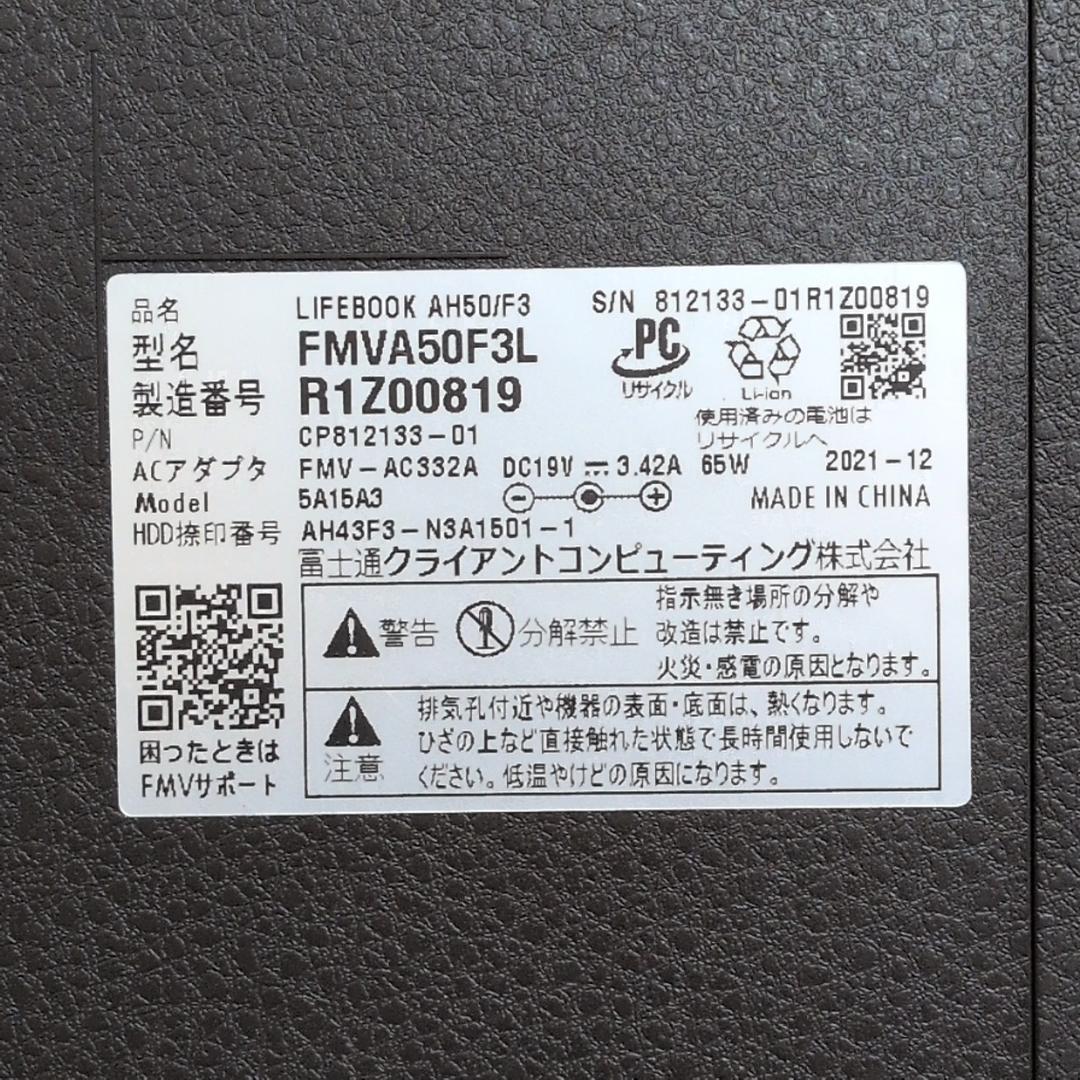 品名 LIFEBOOK AH50/F3 S/N 812133-01R1Z00819
型名 FMVA50F3L
製造番号 R1Z00819
PC
リサイクル
Li-ion
使用済みの電池は
リサイクルへ
P/N CP812133-01
ACアダプタ FMV-AC332A DC19V ⎓ 3.42A 65W 2021-12
Model 5A15A3 MADE IN CHINA
HDD捺印番号 AH43F3-N3A1501-1
富士通クライアントコンピューティング株式会社
警告 分解禁止
指示無き場所の分解や
改造は禁止です。
火災・感電の原因となります。
注意
排気孔付近や機器の表面・底面は、熱くなります。
ひざの上など直接触れた状態で長時間使用しないで
ください。低温やけどの原因になります。
困ったときは
FMVサポート